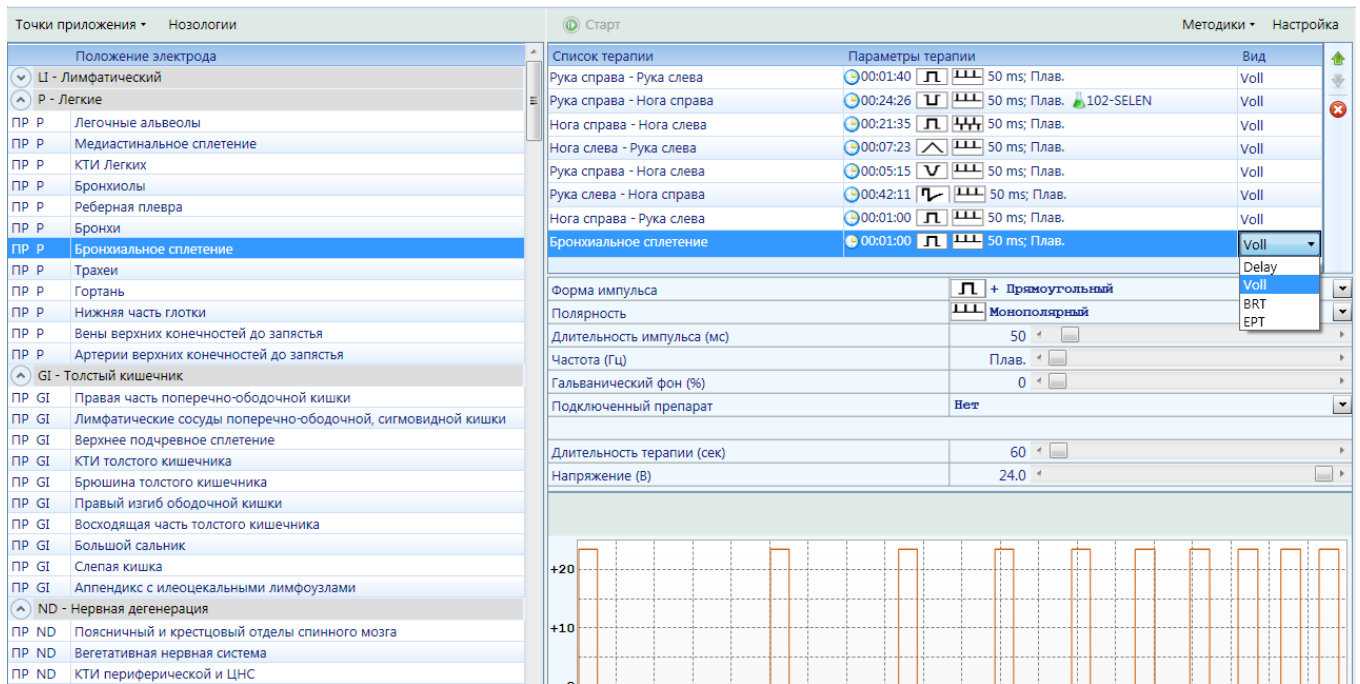 Точки приложения Нозологии
Старт
Методики Настройка
Положение электрода
LI - Лимфатический
P - Легкие
ПР P Легочные альвеолы
ПР P Медиастинальное сплетение
ПР P КТИ Легких
ПР P Бронхиолы
ПР P Реберная плевра
ПР P Бронхи
ПР P Бронхиальное сплетение
ПР P Трахеи
ПР P Гортань
ПР P Нижняя часть глотки
ПР P Вены верхних конечностей до запястья
ПР P Артерии верхних конечностей до запястья
GI - Толстый кишечник
ПР GI Правая часть поперечно-ободочной кишки
ПР GI Лимфатические сосуды поперечно-ободочной, сигмовидной кишки
ПР GI Верхнее подчревное сплетение
ПР GI КТИ толстого кишечника
ПР GI Брюшина толстого кишечника
ПР GI Правый изгиб ободочной кишки
ПР GI Восходящая часть толстого кишечника
ПР GI Большой сальник
ПР GI Слепая кишка
ПР GI Аппендикс с илеоцекальными лимфоузлами
ND - Нервная дегенерация
ПР ND Поясничный и крестцовый отделы спинного мозга
ПР ND Вегетативная нервная система
ПР ND КТИ периферической и ЦНС
Список терапии Параметры терапии Вид
Рука справа - Рука слева 00:01:40 50 ms; Плав. Voll
Рука справа - Нога справа 00:24:26 50 ms; Плав. 102-SELEN Voll
Нога справа - Нога слева 00:21:35 50 ms; Плав. Voll
Нога слева - Рука слева 00:07:23 50 ms; Плав. Voll
Рука справа - Нога слева 00:05:15 50 ms; Плав. Voll
Рука слева - Нога справа 00:42:11 50 ms; Плав. Voll
Нога справа - Рука слева 00:01:00 50 ms; Плав. Voll
Бронхиальное сплетение 00:01:00 50 ms; Плав. Voll
Delay
Voll
BRT
EPT
Форма импульса + Прямоугольный
Полярность Монополярный
Длительность импульса (мс) 50
Частота (Гц) Плав.
Гальванический фон (%) 0
Подключенный препарат Нет
Длительность терапии (сек) 60
Напряжение (В) 24.0
+20
+10